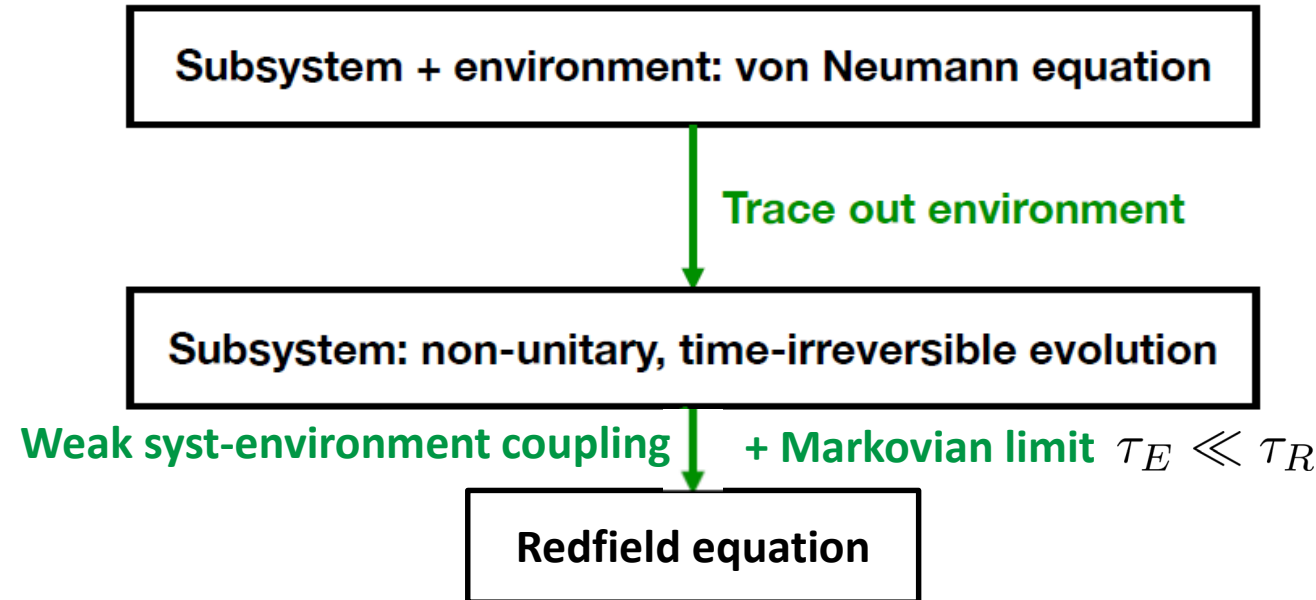 Subsystem + environment: von Neumann equation
Trace out environment
Subsystem: non-unitary, time-irreversible evolution
Weak syst-environment coupling + Markovian limit τ_E ≪ τ_R
Redfield equation